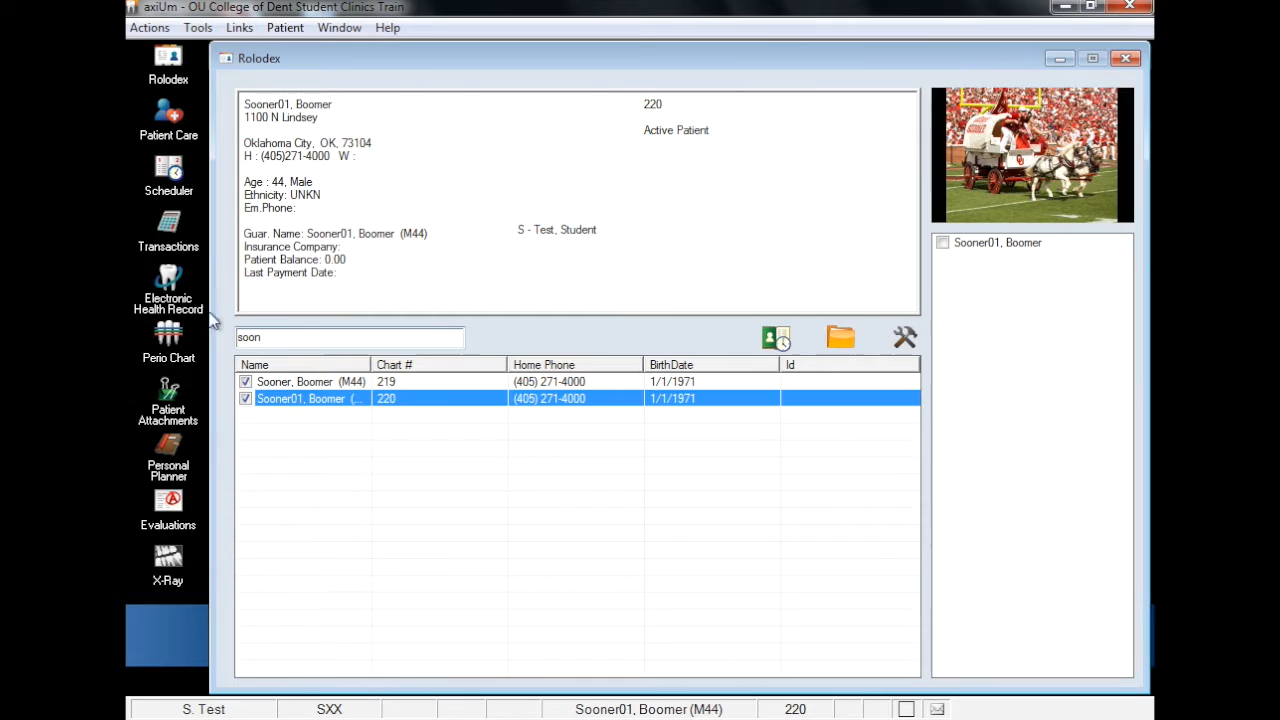 axiUm - OU College of Dent Student Clinics Train
Actions Tools Links Patient Window Help
Rolodex
Patient Care
Scheduler
Transactions
Electronic
Health Record
Perio Chart
Patient
Attachments
Personal
Planner
Evaluations
X-Ray
Rolodex
Sooner01, Boomer 220
1100 N Lindsey
Active Patient
Oklahoma City, OK, 73104
H : (405)271-4000 W :
Age : 44, Male
Ethnicity: UNKN
Em.Phone:
S - Test, Student
Guar. Name: Sooner01, Boomer (M44)
Insurance Company:
Patient Balance: 0.00
Last Payment Date:
Sooner01, Boomer
soon
Name Chart # Home Phone BirthDate Id
Sooner, Boomer (M44) 219 (405) 271-4000 1/1/1971
Sooner01, Boomer (... 220 (405) 271-4000 1/1/1971
S. Test SXX Sooner01, Boomer (M44) 220